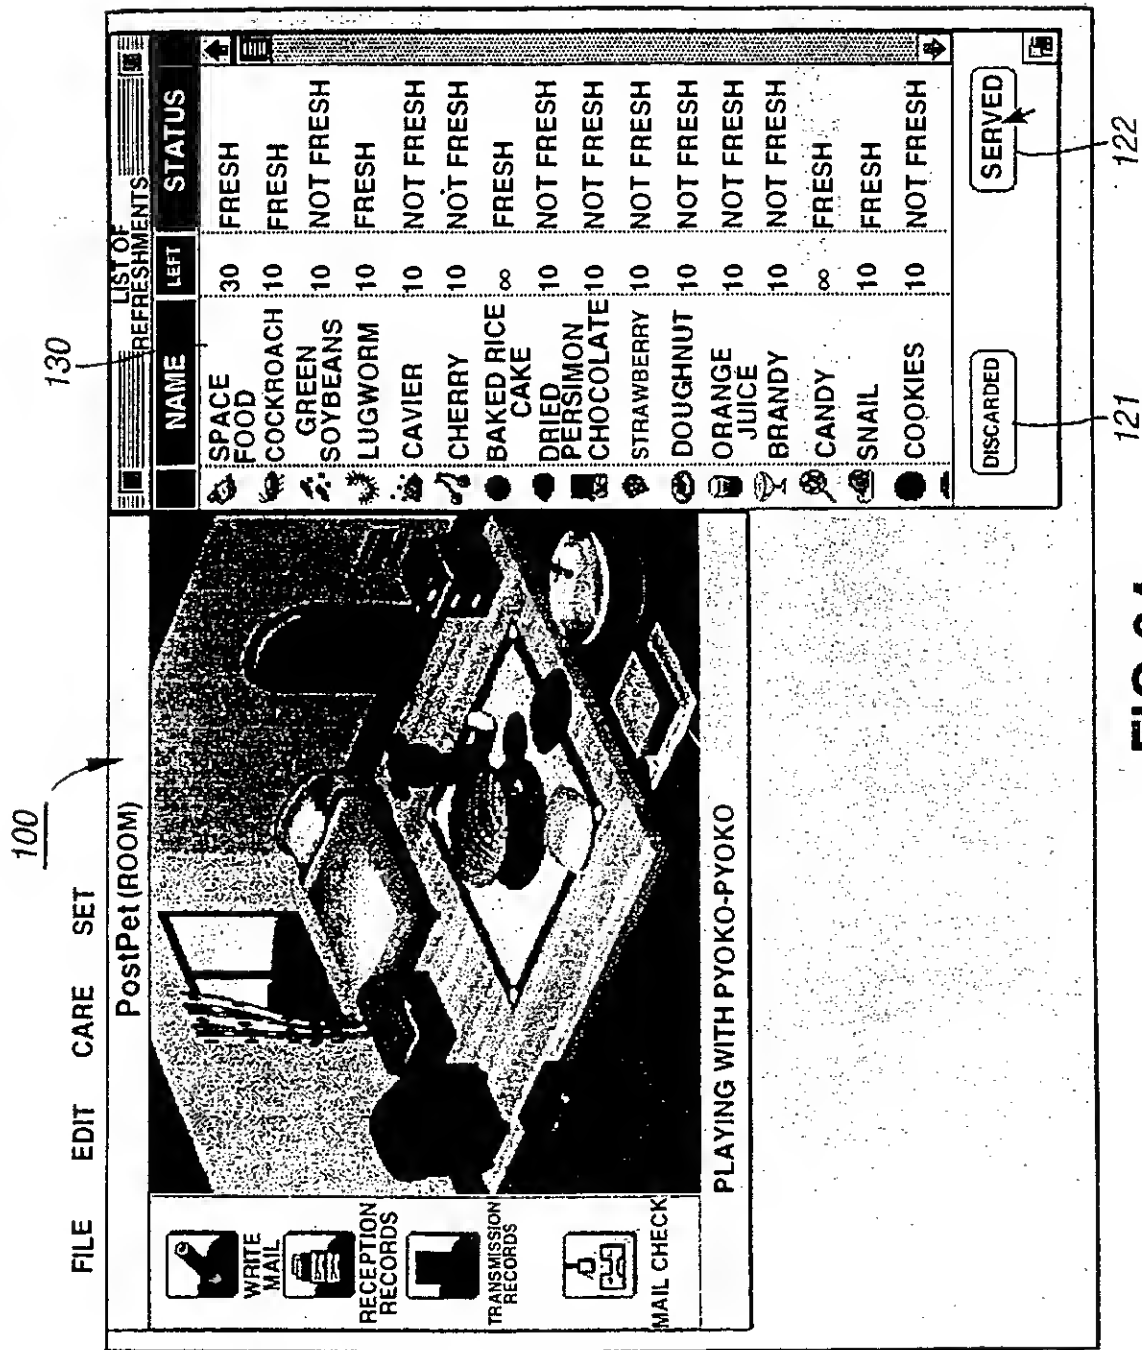 100
FILE EDIT CARE SET
PostPet (ROOM)
WRITE
MAIL
RECEPTION
RECORDS
TRANSMISSION
RECORDS
MAIL CHECK
PLAYING WITH PYOKO-PYOKO
130
LIST OF
REFRESHMENTS
NAME LEFT STATUS
SPACE
FOOD 30 FRESH
COCKROACH 10 FRESH
GREEN
SOYBEANS 10 NOT FRESH
LUGWORM 10 FRESH
CAVIER 10 NOT FRESH
CHERRY 10 NOT FRESH
BAKED RICE
CAKE ∞ FRESH
DRIED
PERSIMON 10 NOT FRESH
CHOCOLATE 10 NOT FRESH
STRAWBERRY 10 NOT FRESH
DOUGHNUT 10 NOT FRESH
ORANGE
JUICE 10 NOT FRESH
BRANDY 10 NOT FRESH
CANDY ∞ FRESH
SNAIL 10 FRESH
COOKIES 10 NOT FRESH
DISCARDED SERVED
121 122